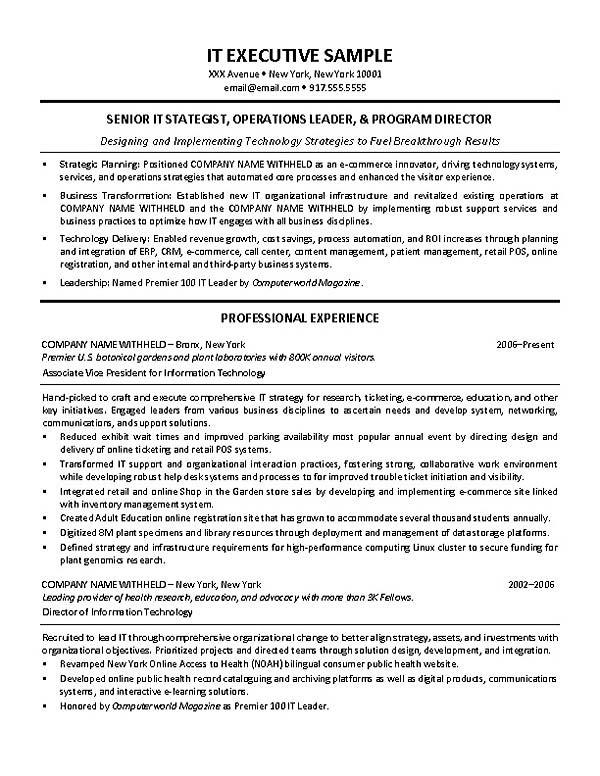 IT EXECUTIVE SAMPLE
XXX Avenue • New York, New York 10001
email@email.com • 917.555.5555
SENIOR IT STATEGIST, OPERATIONS LEADER, & PROGRAM DIRECTOR
Designing and Implementing Technology Strategies to Fuel Breakthrough Results
• Strategic Planning: Positioned COMPANY NAME WITHHELD as an e-commerce innovator, driving technology systems,
services, and operations strategies that automated core processes and enhanced the visitor experience.
• Business Transformation: Established new IT organizational infrastructure and revitalized existing operations at
COMPANY NAME WITHHELD and the COMPANY NAME WITHHELD by implementing robust support services and
business practices to optimize how IT engages with all business disciplines.
• Technology Delivery: Enabled revenue growth, cost savings, process automation, and ROI increases through planning
and integration of ERP, CRM, e-commerce, call center, content management, patient management, retail POS, online
registration, and other internal and third-party business systems.
• Leadership: Named Premier 100 IT Leader by Computerworld Magazine.
PROFESSIONAL EXPERIENCE
COMPANY NAME WITHHELD – Bronx, New York 2006–Present
Premier U.S. botanical gardens and plant laboratories with 800K annual visitors.
Associate Vice President for Information Technology
Hand-picked to craft and execute comprehensive IT strategy for research, ticketing, e-commerce, education, and other
key initiatives. Engaged leaders from various business disciplines to ascertain needs and develop system, networking,
communications, and support solutions.
• Reduced exhibit wait times and improved parking availability most popular annual event by directing design and
delivery of online ticketing and retail POS systems.
• Transformed IT support and organizational interaction practices, fostering strong, collaborative work environment
while developing robust help desk systems and processes to for improved trouble ticket initiation and visibility.
• Integrated retail and online Shop in the Garden store sales by developing and implementing e-commerce site linked
with inventory management system.
• Created Adult Education online registration site that has grown to accommodate several thousand students annually.
• Digitized 8M plant specimens and library resources through deployment and management of data storage platforms.
• Defined strategy and infrastructure requirements for high-performance computing Linux cluster to secure funding for
plant genomics research.
COMPANY NAME WITHHELD – New York, New York 2002–2006
Leading provider of health research, education, and advocacy with more than 3K Fellows.
Director of Information Technology
Recruited to lead IT through comprehensive organizational change to better align strategy, assets, and investments with
organizational objectives. Prioritized projects and directed teams through solution design, development, and integration.
• Revamped New York Online Access to Health (NOAH) bilingual consumer public health website.
• Developed online public health record cataloguing and archiving platforms as well as digital products, communications
systems, and interactive e-learning solutions.
• Honored by Computerworld Magazine as Premier 100 IT Leader.